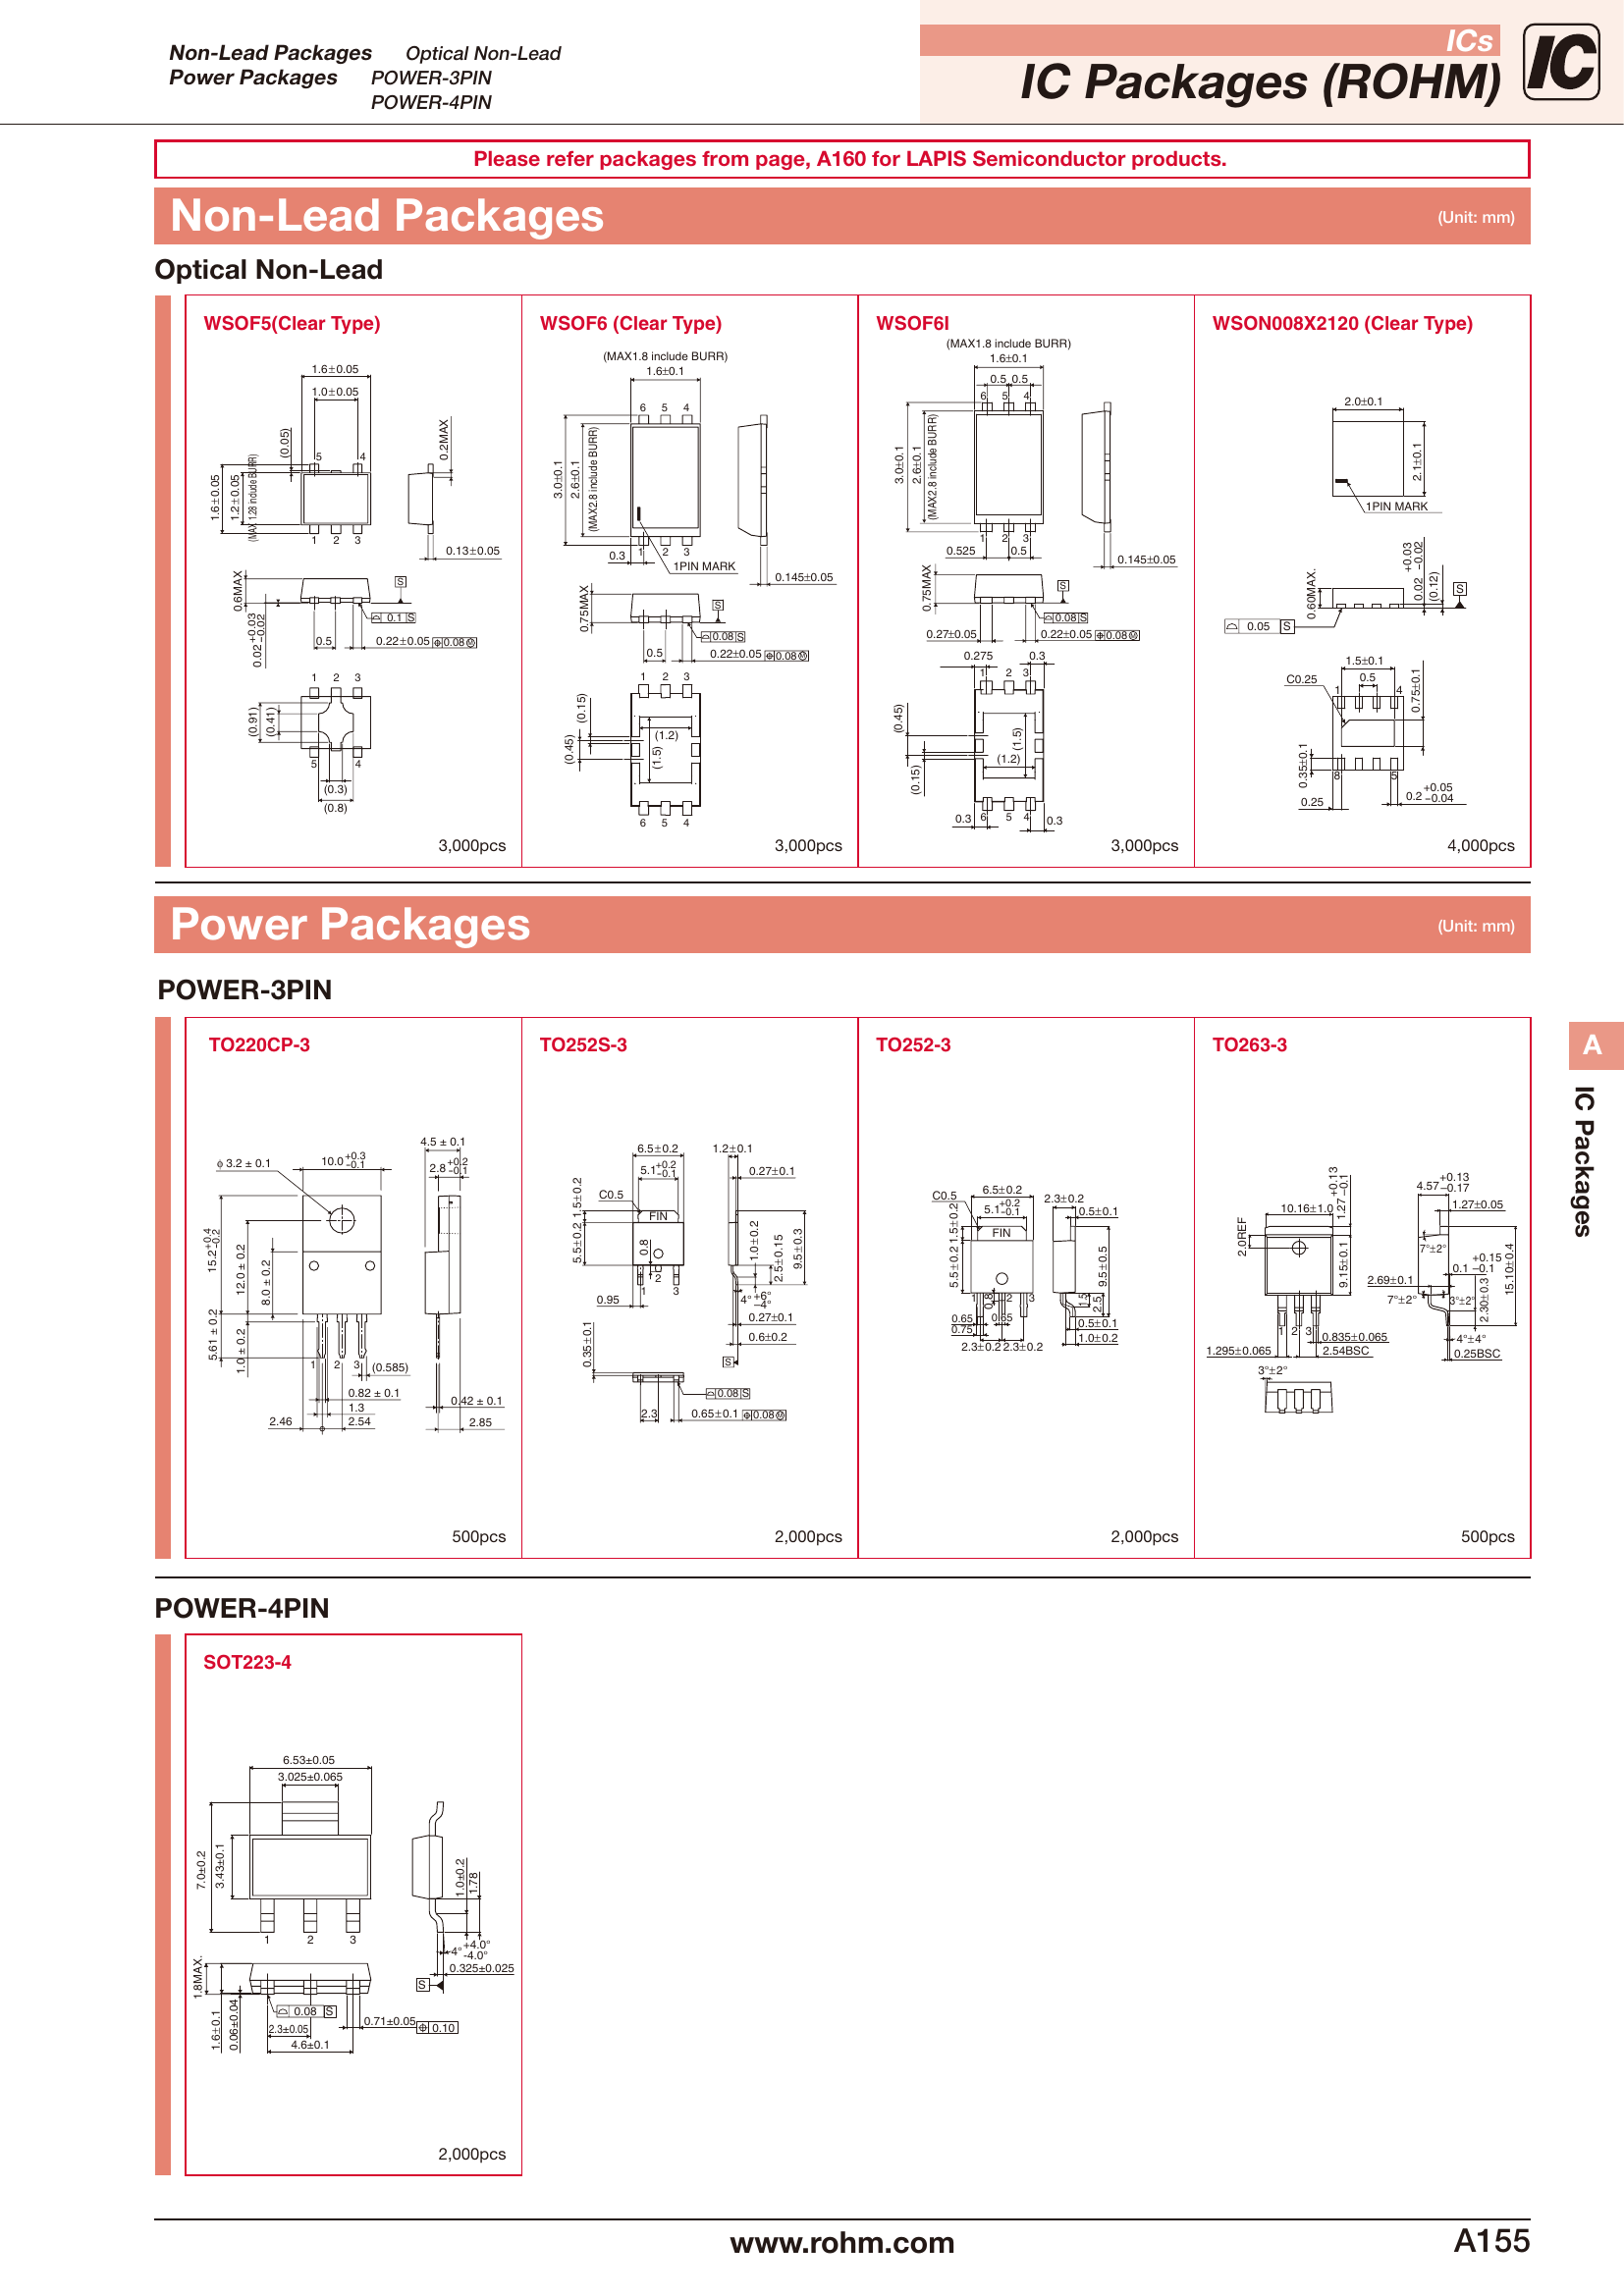 Non-Lead Packages Optical Non-Lead
Power Packages POWER-3PIN
POWER-4PIN
ICs
IC Packages (ROHM)
IC
Please refer packages from page, A160 for LAPIS Semiconductor products.
Non-Lead Packages (Unit: mm)
Optical Non-Lead
WSOF5(Clear Type)
1.6±0.05
1.0±0.05
(0.05)
0.2MAX
5 4
1.6±0.05
1.2±0.05
(MAX 1.28 include BURR)
1 2 3
0.13±0.05
0.6MAX
S
0.1 S
0.02 +0.03 −0.02
0.5
0.22±0.05 0.08 M
1 2 3
(0.91)
(0.41)
5 4
(0.3)
(0.8)
3,000pcs
WSOF6 (Clear Type)
(MAX1.8 include BURR)
1.6±0.1
6 5 4
3.0±0.1
2.6±0.1
(MAX2.8 include BURR)
0.3 1 2 3
1PIN MARK
0.145±0.05
0.75MAX
S
0.08 S
0.5
0.22±0.05 0.08 M
1 2 3
(0.15)
(0.45)
(1.2)
(1.5)
6 5 4
3,000pcs
WSOF6I
(MAX1.8 include BURR)
1.6±0.1
0.5 0.5
6 5 4
3.0±0.1
2.6±0.1
(MAX2.8 include BURR)
1 2 3
0.525 0.5
0.145±0.05
0.75MAX
S
0.08 S
0.27±0.05
0.22±0.05 0.08 M
0.275 0.3
1 2 3
(0.45)
(0.15)
(1.5)
(1.2)
0.3 6 5 4 0.3
3,000pcs
WSON008X2120 (Clear Type)
2.0±0.1
2.1±0.1
1PIN MARK
0.60MAX.
0.02 +0.03 −0.02
(0.12)
S
0.05 S
1.5±0.1
0.5
C0.25
1 4
0.75±0.1
0.35±0.1
8 5
0.25
0.2 +0.05 −0.04
4,000pcs
Power Packages (Unit: mm)
POWER-3PIN
TO220CP-3
4.5 ± 0.1
φ 3.2 ± 0.1
10.0 +0.3 −0.1
2.8 +0.2 −0.1
15.2 +0.4 −0.2
12.0 ± 0.2
8.0 ± 0.2
5.61 ± 0.2
1.0 ± 0.2
1 2 3 (0.585)
0.82 ± 0.1
1.3
2.46 2.54
0.42 ± 0.1
2.85
500pcs
TO252S-3
6.5±0.2
5.1 +0.2 −0.1
1.2±0.1
0.27±0.1
C0.5
FIN
1.5±0.2
5.5±0.2
0.8
1 2 3
0.95
1.0±0.2
2.5±0.15
9.5±0.3
4° +6° −4°
0.27±0.1
0.6±0.2
S
0.35±0.1
0.08 S
2.3
0.65±0.1 0.08 M
2,000pcs
TO252-3
6.5±0.2
C0.5
5.1 +0.2 −0.1
2.3±0.2
0.5±0.1
FIN
1.5±0.2
5.5±0.2
9.5±0.5
1 2 3
0.8
1.5
2.5
0.65 0.65
0.75
0.5±0.1
1.0±0.2
2.3±0.2 2.3±0.2
2,000pcs
TO263-3
10.16±1.0
1.27 +0.13 −0.1
4.57 +0.13 −0.17
1.27±0.05
2.0REF
9.15±0.1
7°±2°
0.1 +0.15 −0.1
2.69±0.1
7°±2°
3°±2°
2.30±0.3
15.10±0.4
1 2 3
0.835±0.065
4°±4°
1.295±0.065
2.54BSC
0.25BSC
3°±2°
500pcs
A
IC Packages
POWER-4PIN
SOT223-4
6.53±0.05
3.025±0.065
7.0±0.2
3.43±0.1
1.0±0.2
1.78
1 2 3
4° +4.0° -4.0°
0.325±0.025
S
1.8MAX.
1.6±0.1
0.06±0.04
0.08 S
2.3±0.05
0.71±0.05 0.10
4.6±0.1
2,000pcs
www.rohm.com
A155